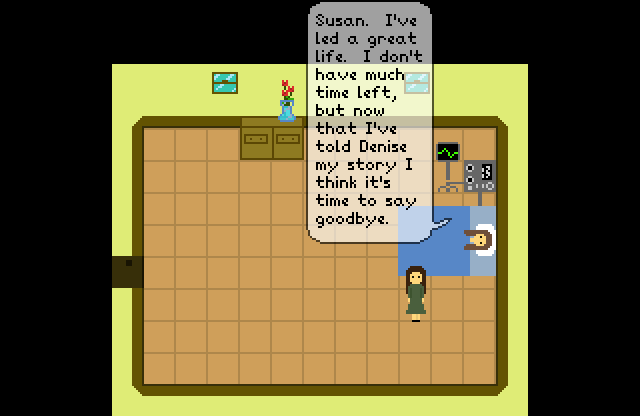 Susan.  I've
led a great
life.  I don't
have much
time left,
but now
that I've
told Denise
my story I
think it's
time to say
goodbye.